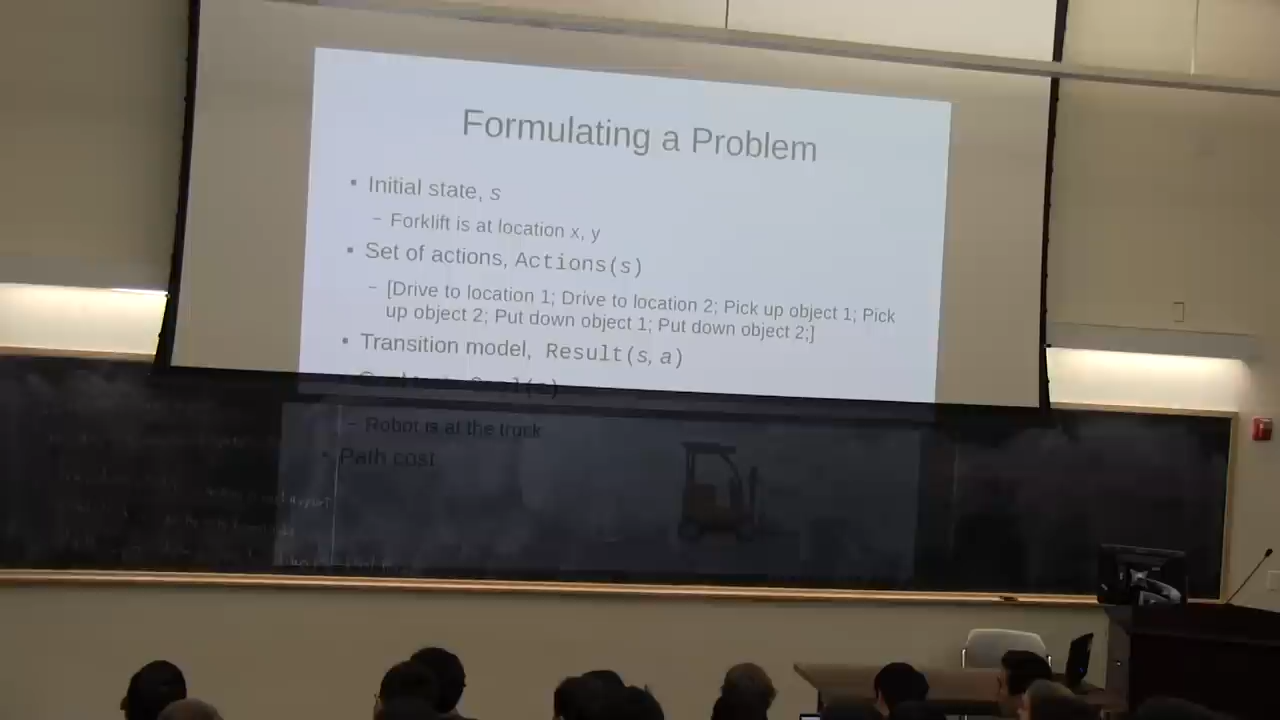 Formulating a Problem
• Initial state, s
– Forklift is at location x, y
• Set of actions, Actions(s)
– [Drive to location 1; Drive to location 2; Pick up object 1; Pick
up object 2; Put down object 1; Put down object 2;]
• Transition model, Result(s, a)
– Robot is at the truck
• Path cost